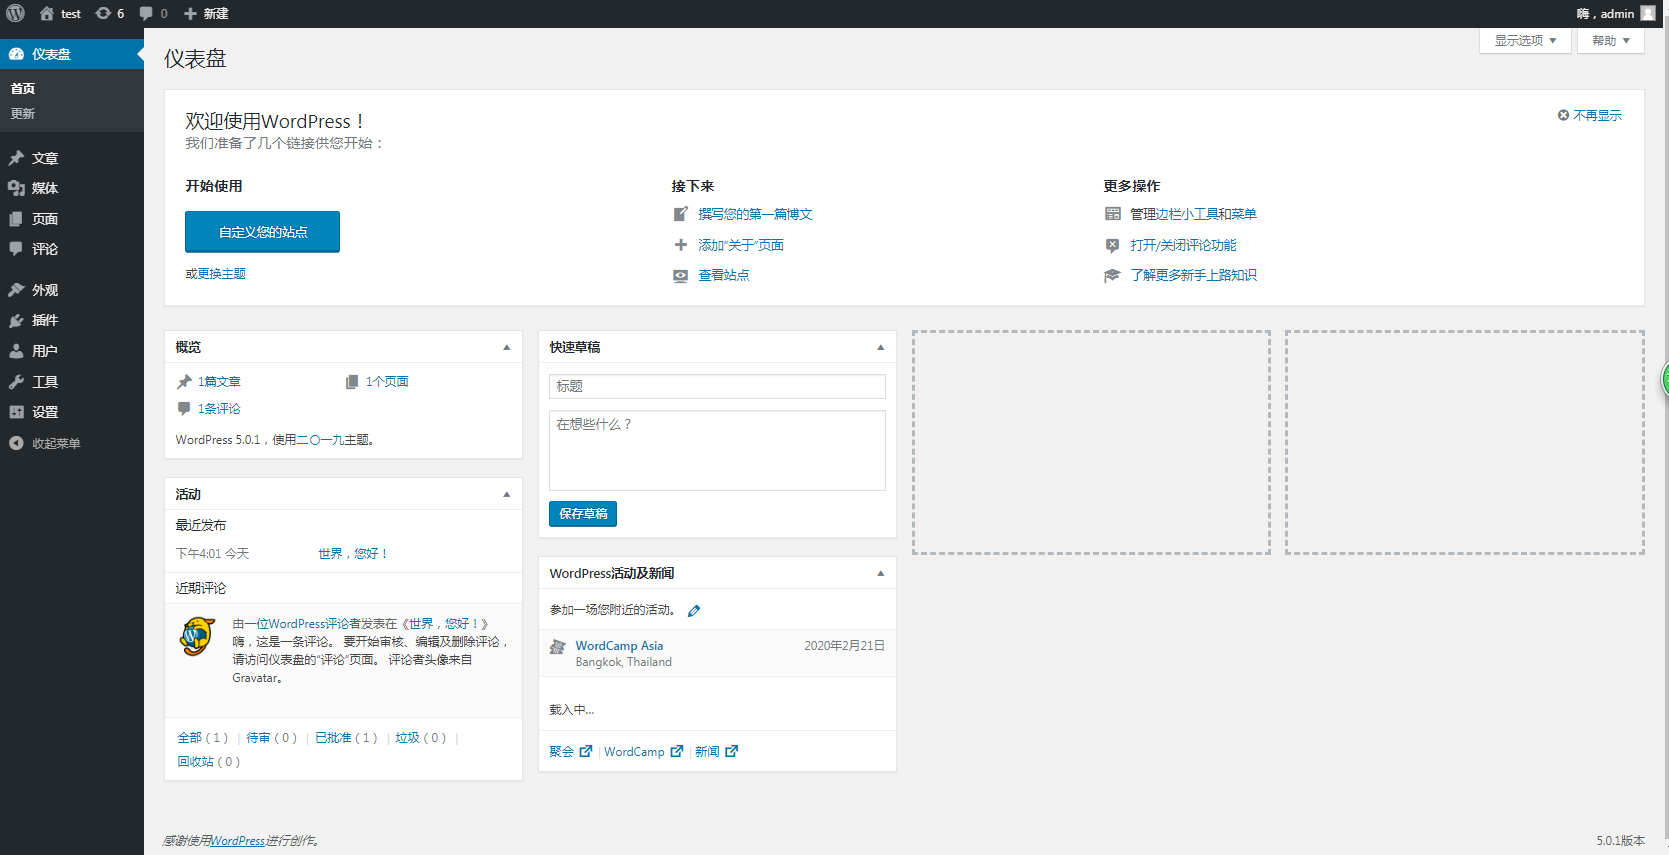 test 6 0 新建
嗨，admin
仪表盘
首页
更新
文章
媒体
页面
评论
外观
插件
用户
工具
设置
收起菜单
显示选项
帮助
仪表盘
欢迎使用WordPress！
不再显示
我们准备了几个链接供您开始：
开始使用
自定义您的站点
或更换主题
接下来
撰写您的第一篇博文
添加“关于”页面
查看站点
更多操作
管理边栏小工具和菜单
打开/关闭评论功能
了解更多新手上路知识
概览
1篇文章
1个页面
1条评论
WordPress 5.0.1，使用二〇一九主题。
活动
最近发布
下午4:01 今天 世界，您好！
近期评论
由一位WordPress评论者发表在《世界，您好！》
嗨，这是一条评论。 要开始审核、编辑及删除评论，
请访问仪表盘的“评论”页面。 评论者头像来自
Gravatar。
全部（1） | 待审（0） | 已批准（1） | 垃圾（0） |
回收站（0）
快速草稿
标题
在想些什么？
保存草稿
WordPress活动及新闻
参加一场您附近的活动。
WordCamp Asia 2020年2月21日
Bangkok, Thailand
载入中...
聚会 | WordCamp | 新闻
感谢使用WordPress进行创作。
5.0.1版本